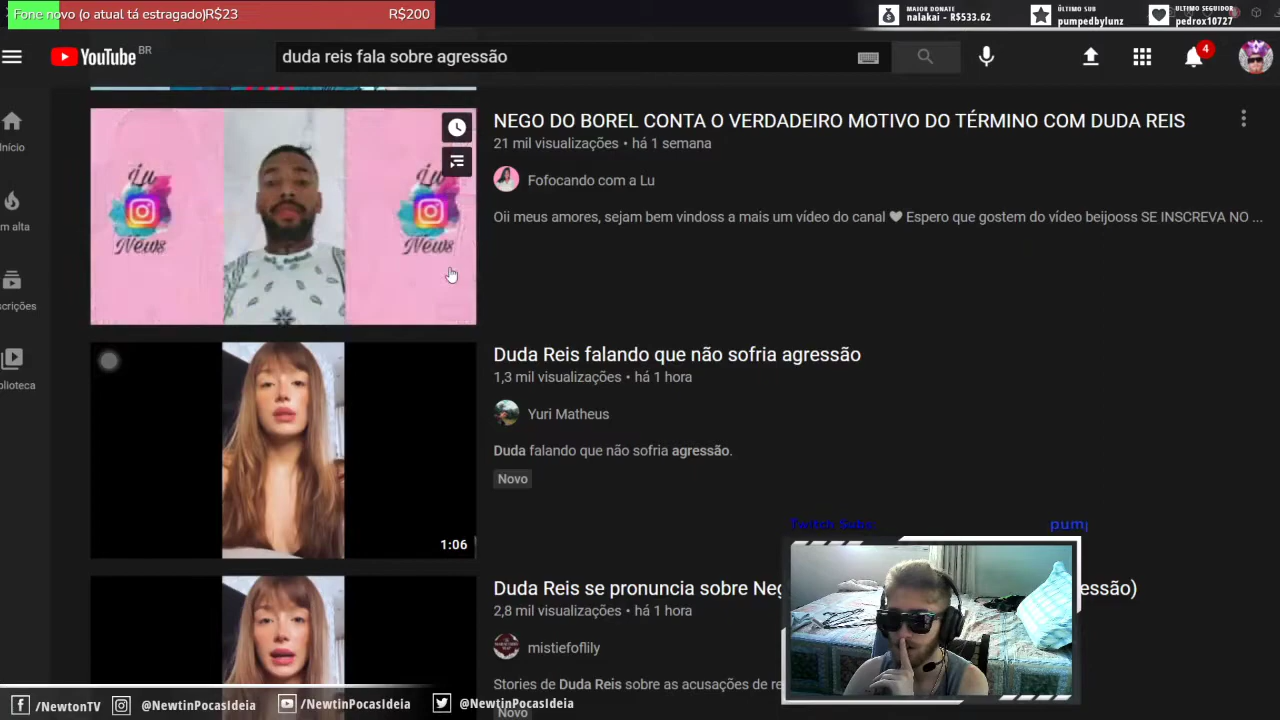 Fone novo (o atual tá estragado)R$23
R$200
MAIOR DONATE
nalakai - R$533.62
ÚLTIMO SUB
pumpedbylunz
ÚLTIMO SEGUIDOR
pedrox10727
YouTube BR
duda reis fala sobre agressão
4
Início
m alta
scrições
blioteca
Lu
News
Lu
News
NEGO DO BOREL CONTA O VERDADEIRO MOTIVO DO TÉRMINO COM DUDA REIS
21 mil visualizações • há 1 semana
Fofocando com a Lu
Oii meus amores, sejam bem vindoss a mais um vídeo do canal ❤ Espero que gostem do vídeo beijooss SE INSCREVA NO ...
Duda Reis falando que não sofria agressão
1,3 mil visualizações • há 1 hora
Yuri Matheus
Duda falando que não sofria agressão.
Novo
1:06
Twitch Subs
pum
Duda Reis se pronuncia sobre Neg
essão)
2,8 mil visualizações • há 1 hora
mistiefoflily
Stories de Duda Reis sobre as acusações de re
Novo
/NewtonTV
@NewtinPocasIdeia
/NewtinPocasIdeia
@NewtinPocasIdeia